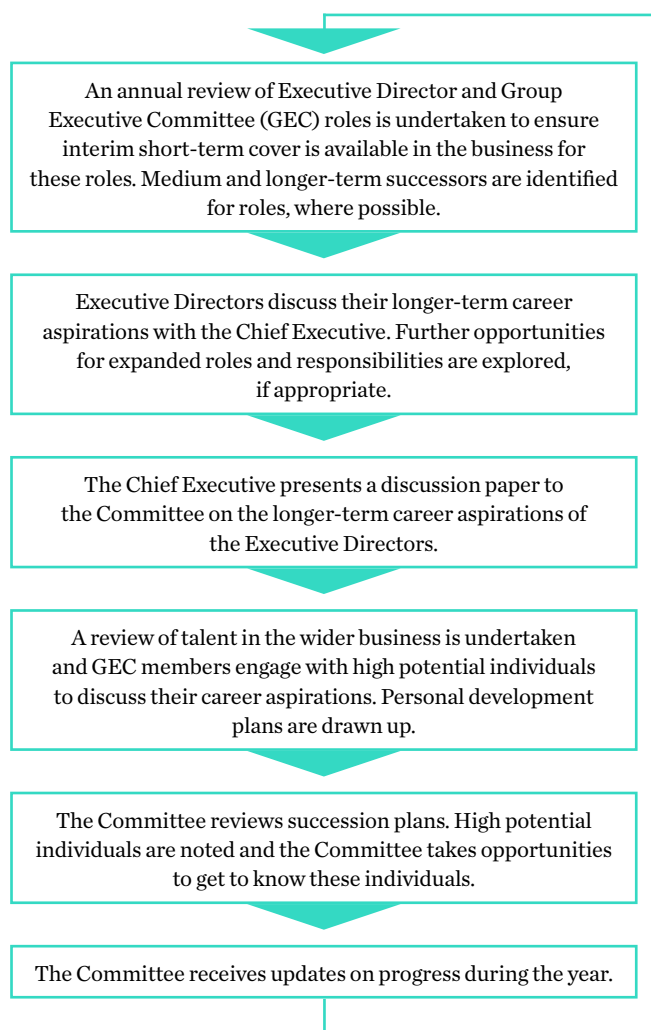 An annual review of Executive Director and Group
Executive Committee (GEC) roles is undertaken to ensure
interim short-term cover is available in the business for
these roles. Medium and longer-term successors are identified
for roles, where possible.
Executive Directors discuss their longer-term career
aspirations with the Chief Executive. Further opportunities
for expanded roles and responsibilities are explored,
if appropriate.
The Chief Executive presents a discussion paper to
the Committee on the longer-term career aspirations of
the Executive Directors.
A review of talent in the wider business is undertaken
and GEC members engage with high potential individuals
to discuss their career aspirations. Personal development
plans are drawn up.
The Committee reviews succession plans. High potential
individuals are noted and the Committee takes opportunities
to get to know these individuals.
The Committee receives updates on progress during the year.